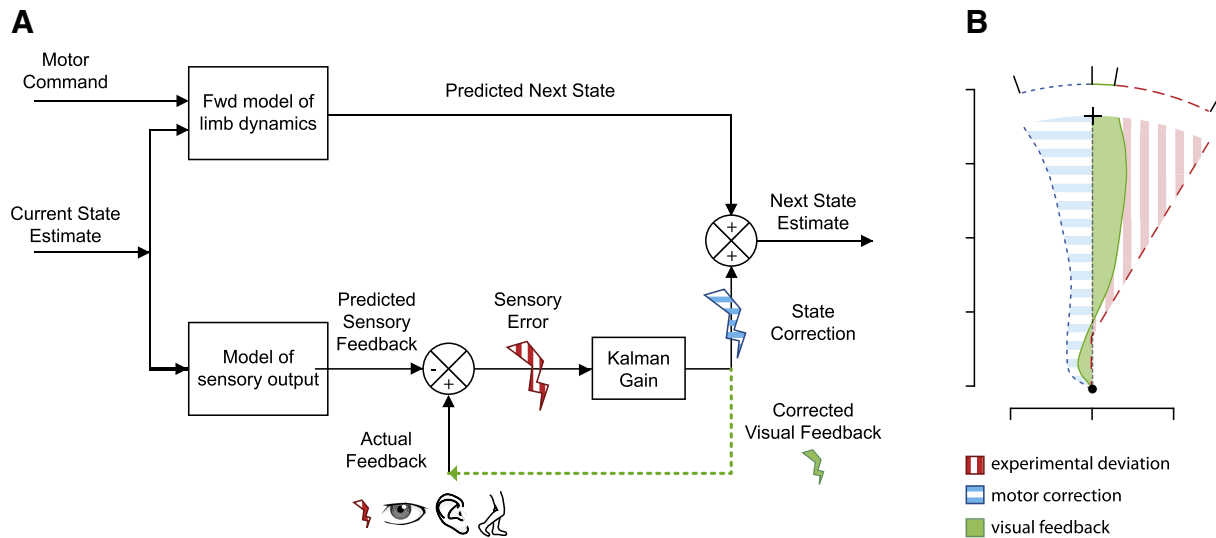 A
Motor
Command
Fwd model of
limb dynamics
Predicted Next State
Current State
Estimate
Next State
Estimate
+
+
Predicted
Sensory
Feedback
Sensory
Error
State
Correction
Model of
sensory output
-
+
Kalman
Gain
Actual
Feedback
Corrected
Visual Feedback
B
experimental deviation
motor correction
visual feedback